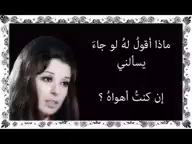 ماذا أقولُ لهُ لو جاءَ
يسألني
إن كنتُ أهواهُ ؟